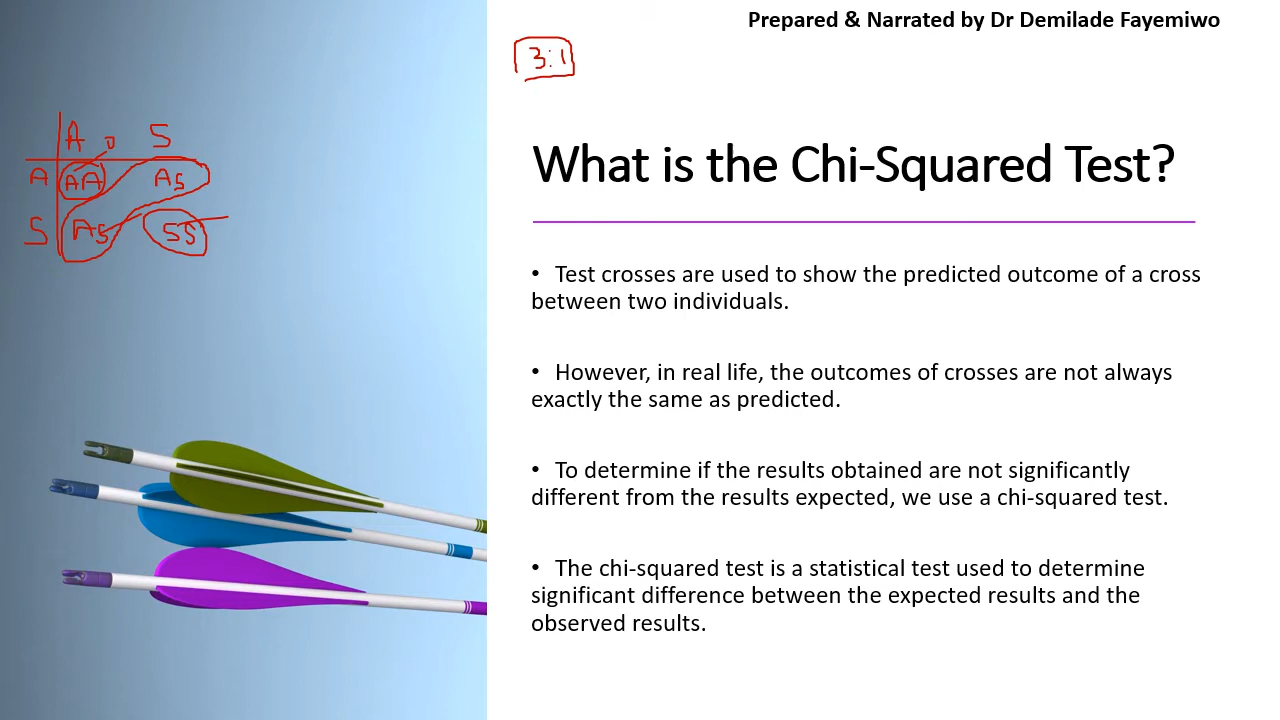 Prepared & Narrated by Dr Demilade Fayemiwo
3:1
A S
A AA AS
S AS SS
What is the Chi-Squared Test?
• Test crosses are used to show the predicted outcome of a cross
between two individuals.
• However, in real life, the outcomes of crosses are not always
exactly the same as predicted.
• To determine if the results obtained are not significantly
different from the results expected, we use a chi-squared test.
• The chi-squared test is a statistical test used to determine
significant difference between the expected results and the
observed results.